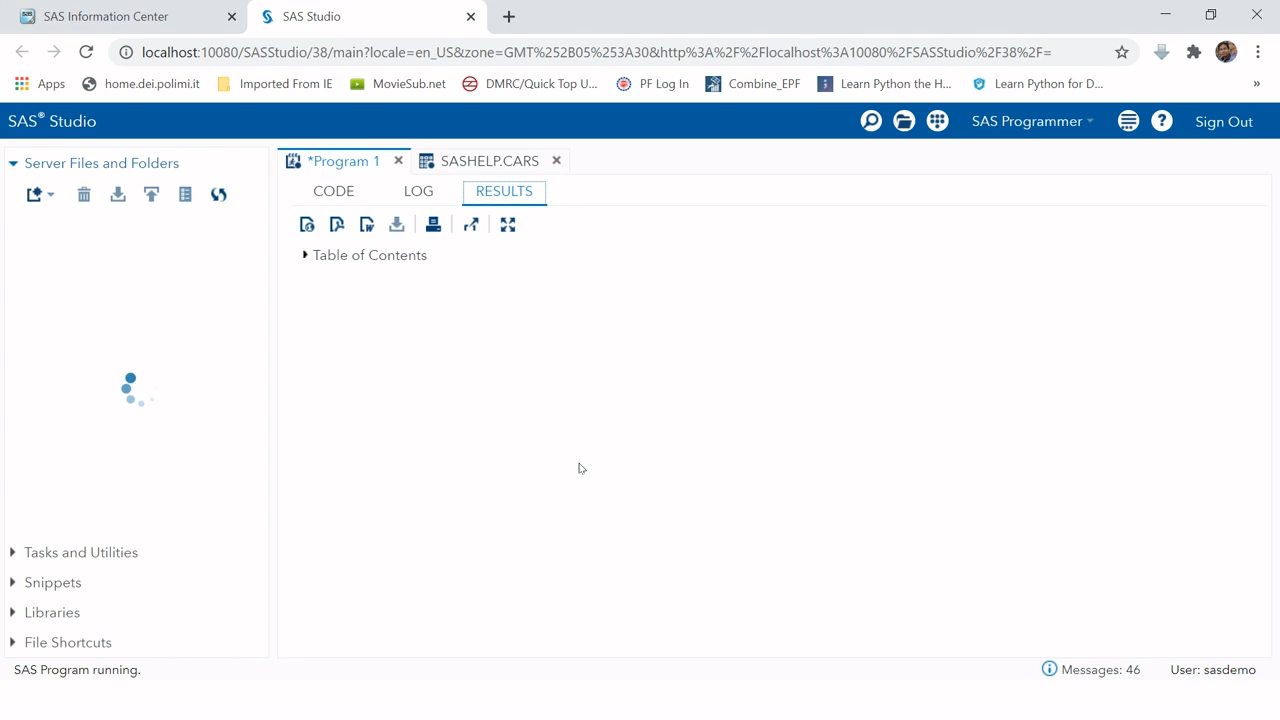 SAS Information Center
SAS Studio
localhost:10080/SASStudio/38/main?locale=en_US&zone=GMT%252B05%253A30&http%3A%2F%2Flocalhost%3A10080%2FSASStudio%2F38%2F=
Apps home.dei.polimi.it Imported From IE MovieSub.net DMRC/Quick Top U... PF Log In Combine_EPF Learn Python the H... Learn Python for D... »
SAS® Studio SAS Programmer Sign Out
Server Files and Folders
*Program 1 SASHELP.CARS
CODE LOG RESULTS
Table of Contents
Tasks and Utilities
Snippets
Libraries
File Shortcuts
SAS Program running. Messages: 46 User: sasdemo